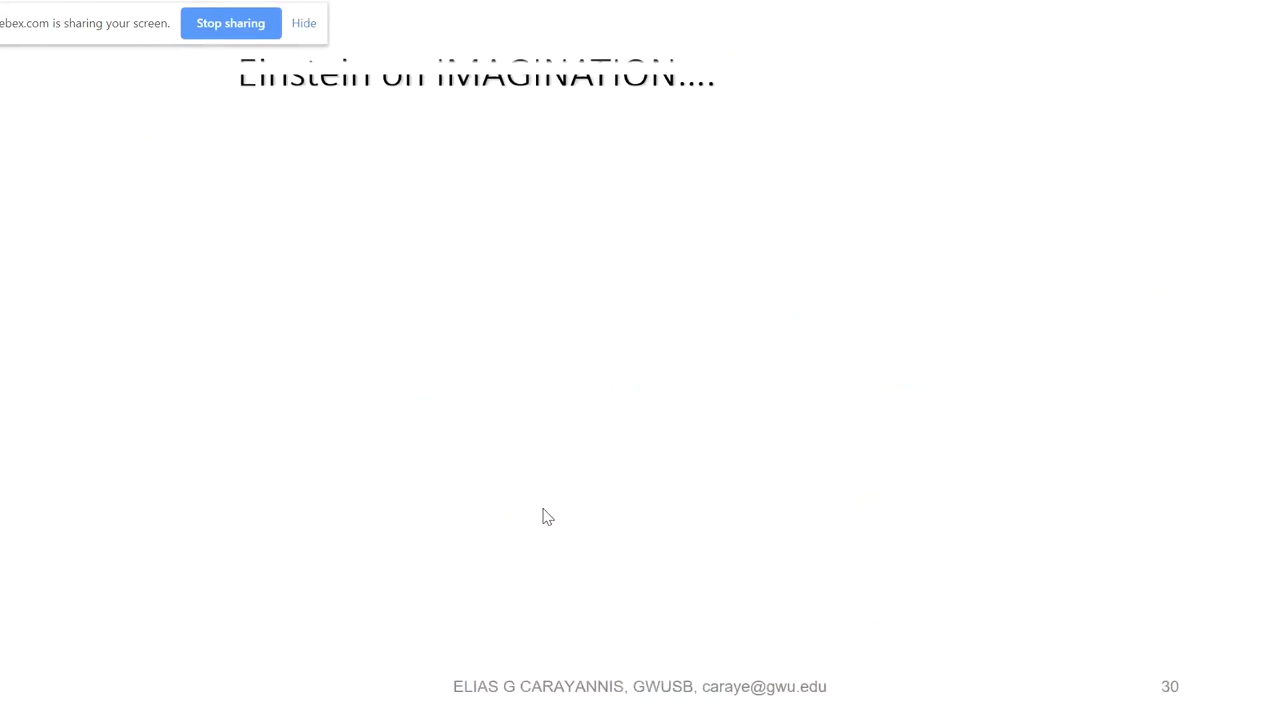 ebex.com is sharing your screen. Stop sharing Hide
Einstein on IMAGINATION....
ELIAS G CARAYANNIS, GWUSB, caraye@gwu.edu 30